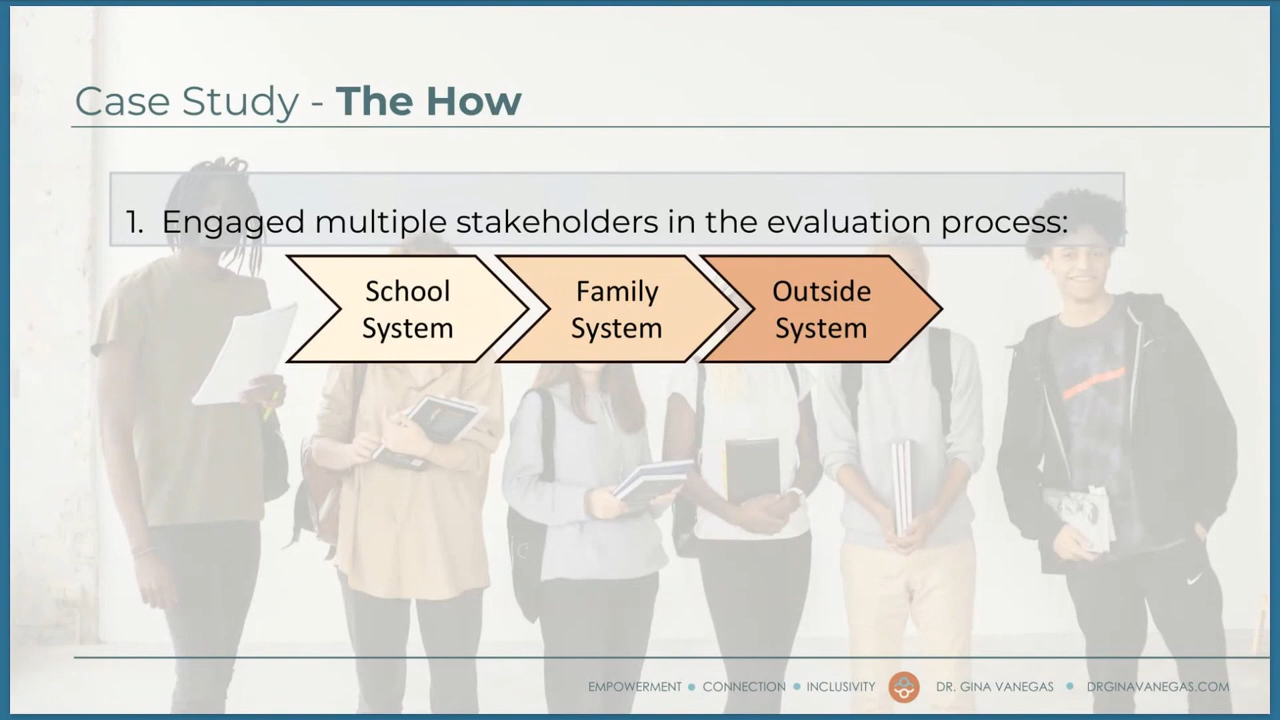 Case Study - The How
1. Engaged multiple stakeholders in the evaluation process:
School
System
Family
System
Outside
System
EMPOWERMENT • CONNECTION • INCLUSIVITY DR. GINA VANEGAS • DRGINAVANEGAS.COM